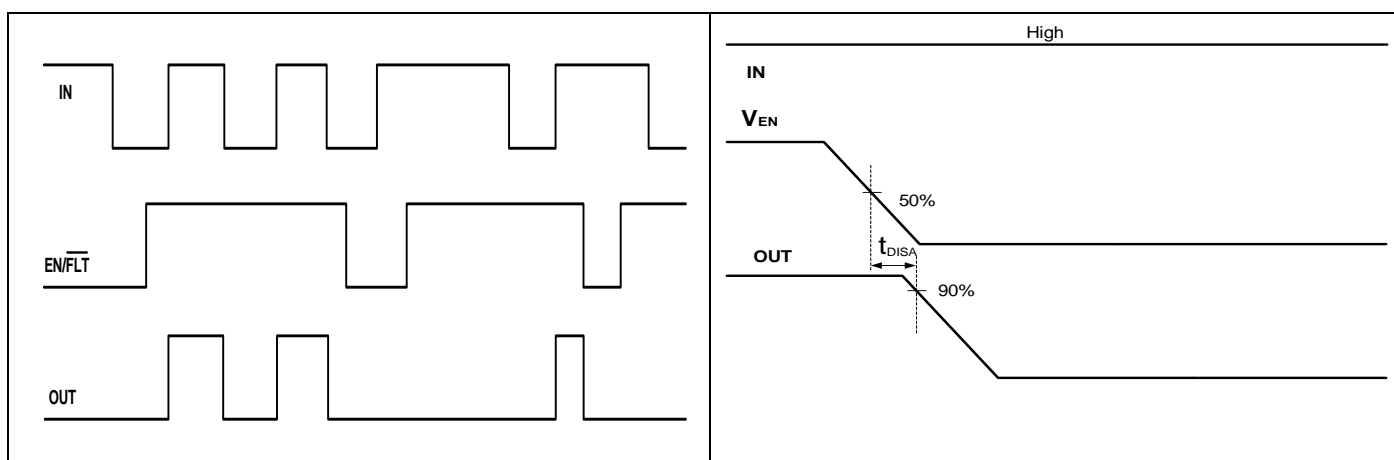 IN
EN/FLT
OUT
High
IN
VEN
50%
OUT
tDISA
90%